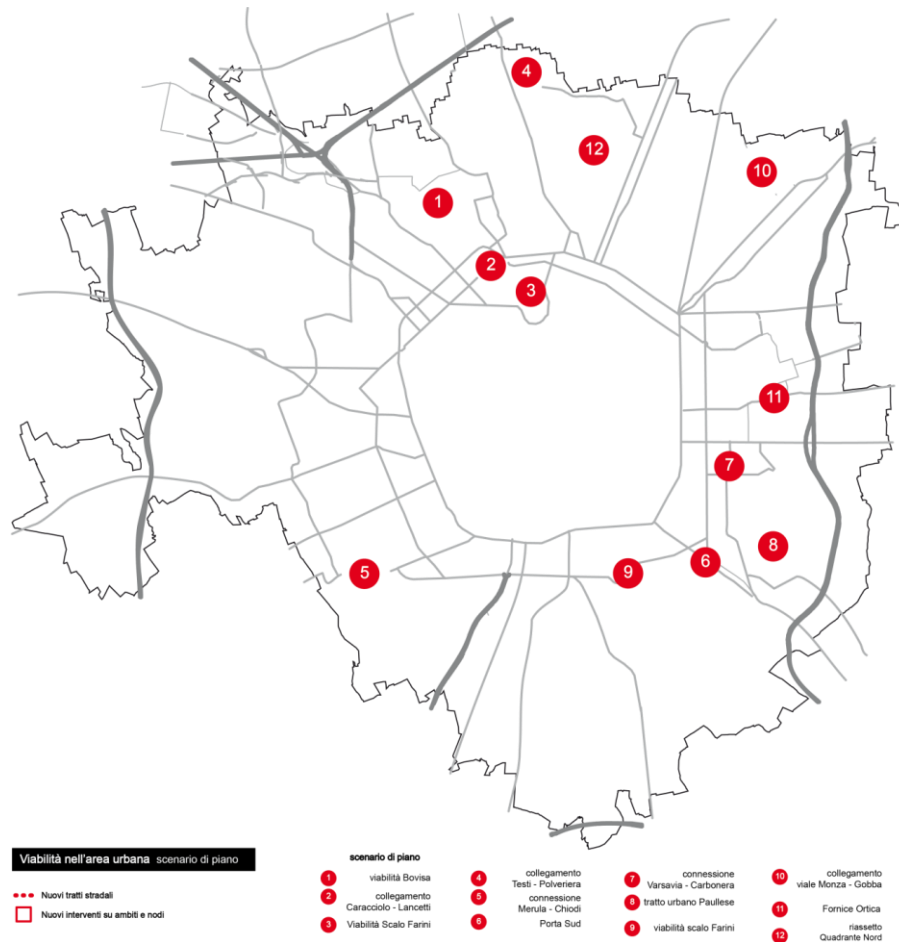 4
12
10
1
2
3
11
7
8
6
5
9
Viabilità nell'area urbana scenario di piano
Nuovi tratti stradali
Nuovi interventi su ambiti e nodi
scenario di piano
1 viabilità Bovisa
2 collegamento
Caracciolo - Lancetti
3 Viabilità Scalo Farini
4 collegamento
Testi - Polveriera
5 connessione
Merula - Chiodi
6 Porta Sud
7 connessione
Varsavia - Carbonera
8 tratto urbano Paullese
9 viabilità scalo Farini
10 collegamento
viale Monza - Gobba
11 Fornice Ortica
12 riassetto
Quadrante Nord